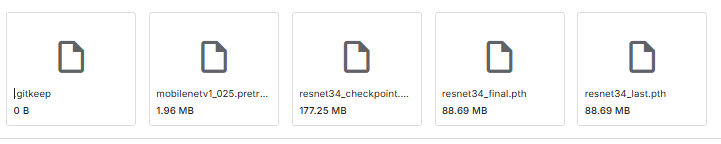 .gitkeep
0 B
mobilenetv1_025.pretr...
1.96 MB
resnet34_checkpoint....
177.25 MB
resnet34_final.pth
88.69 MB
resnet34_last.pth
88.69 MB